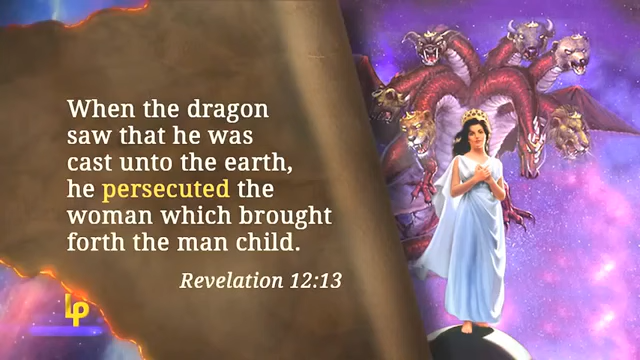 When the dragon
saw that he was
cast unto the earth,
he persecuted the
woman which brought
forth the man child.
Revelation 12:13
LP